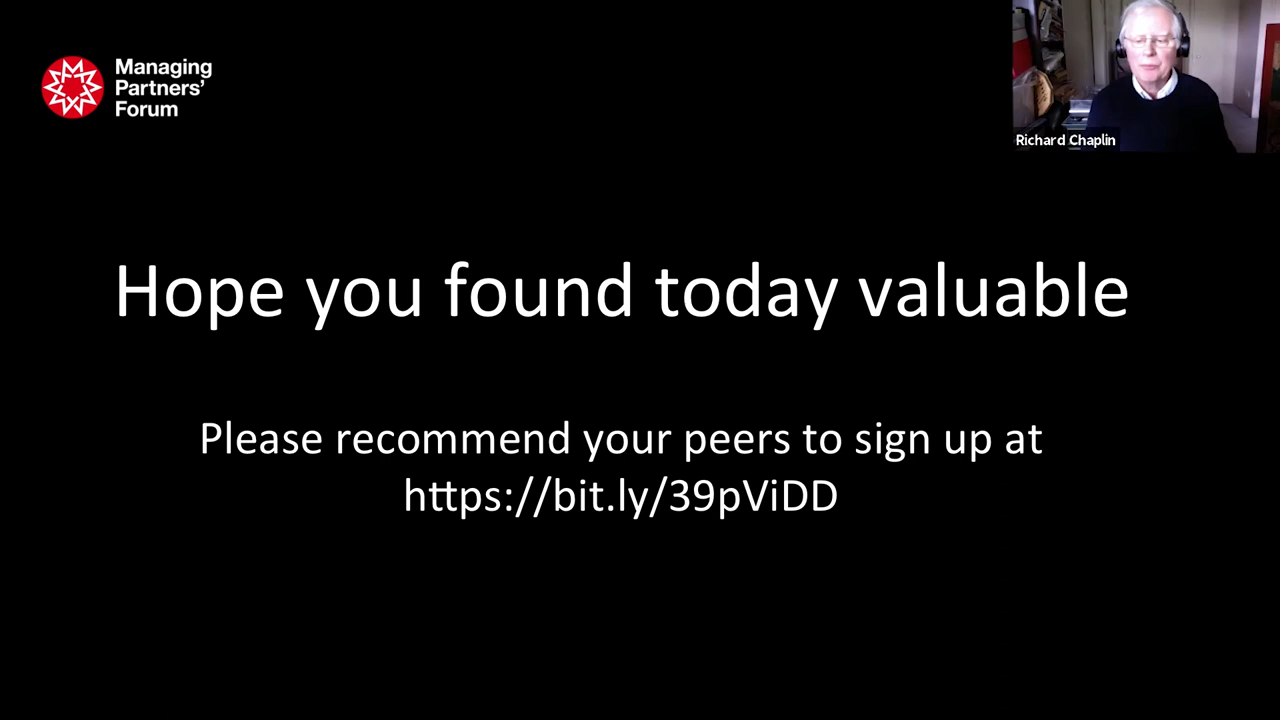 Managing
Partners'
Forum
Richard Chaplin
Hope you found today valuable
Please recommend your peers to sign up at
https://bit.ly/39pViDD